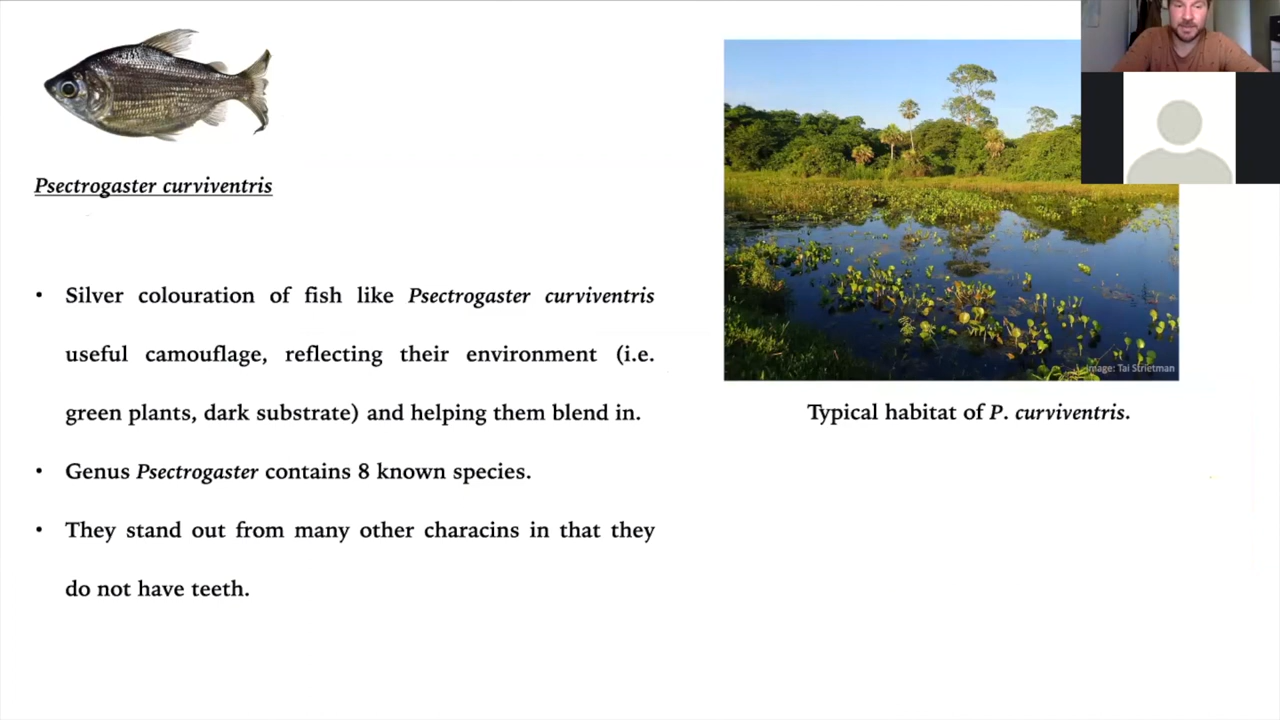 Psectrogaster curviventris
• Silver colouration of fish like Psectrogaster curviventris
useful camouflage, reflecting their environment (i.e.
green plants, dark substrate) and helping them blend in.
• Genus Psectrogaster contains 8 known species.
• They stand out from many other characins in that they
do not have teeth.
Image: Tai Strietman
Typical habitat of P. curviventris.